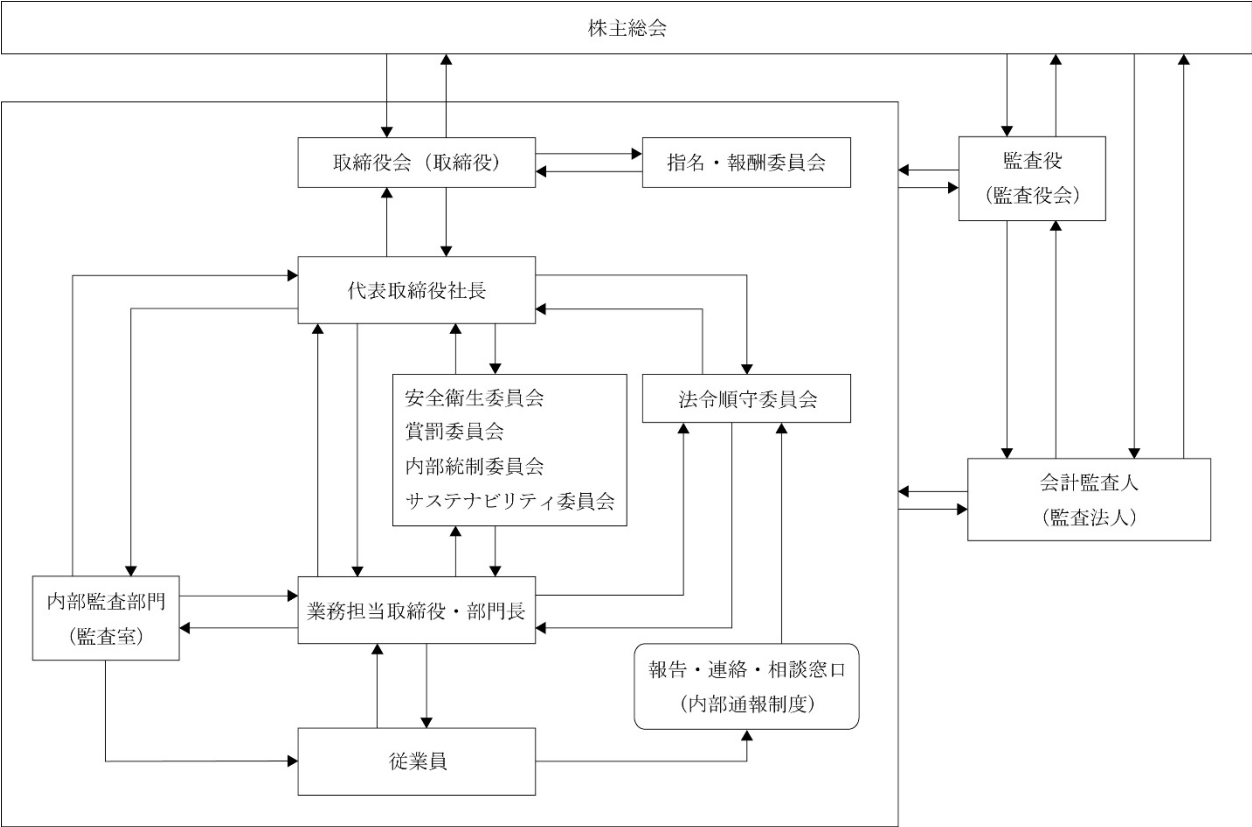 株主総会
取締役会（取締役）
指名・報酬委員会
監査役
（監査役会）
代表取締役社長
安全衛生委員会
賞罰委員会
内部統制委員会
サステナビリティ委員会
法令順守委員会
会計監査人
（監査法人）
内部監査部門
（監査室）
業務担当取締役・部門長
報告・連絡・相談窓口
（内部通報制度）
従業員